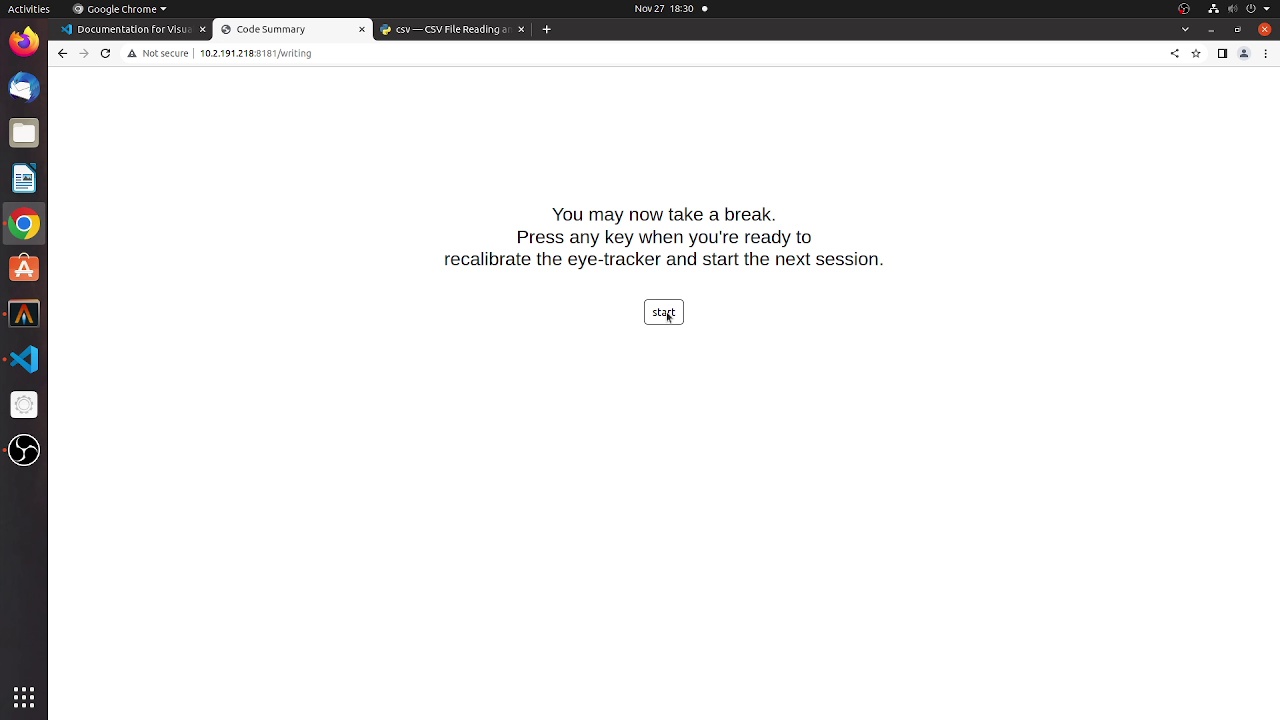 Activities
Google Chrome
Nov 27 18:30
Documentation for Visua
Code Summary
csv — CSV File Reading an
Not secure
10.2.191.218:8181/writing
You may now take a break.
Press any key when you're ready to
recalibrate the eye-tracker and start the next session.
start